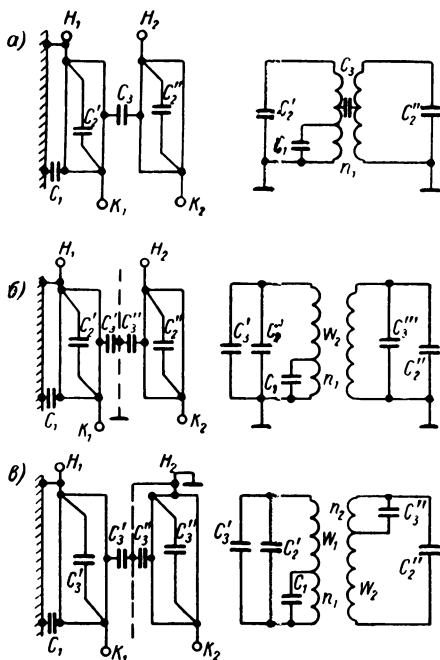 а) H₁ H₂
C₃ C₃
C₂′ C₂″ C₂′ C₂″
C₁ C₁
n₁
K₁ K₂
б) H₁ H₂
C₂′ C₃′ C₃″ C₂″ C₃′ W₂ C₃‴ C₂″
C₁ C₁ n₁
K₁ K₂
в) H₁ H₂
n₂ C₃″
C₃′ C₃′ C₃″ C₃″ C₃′ C₂′ W₁ C₂″
C₁ C₁ n₁ W₂
K₁ K₂